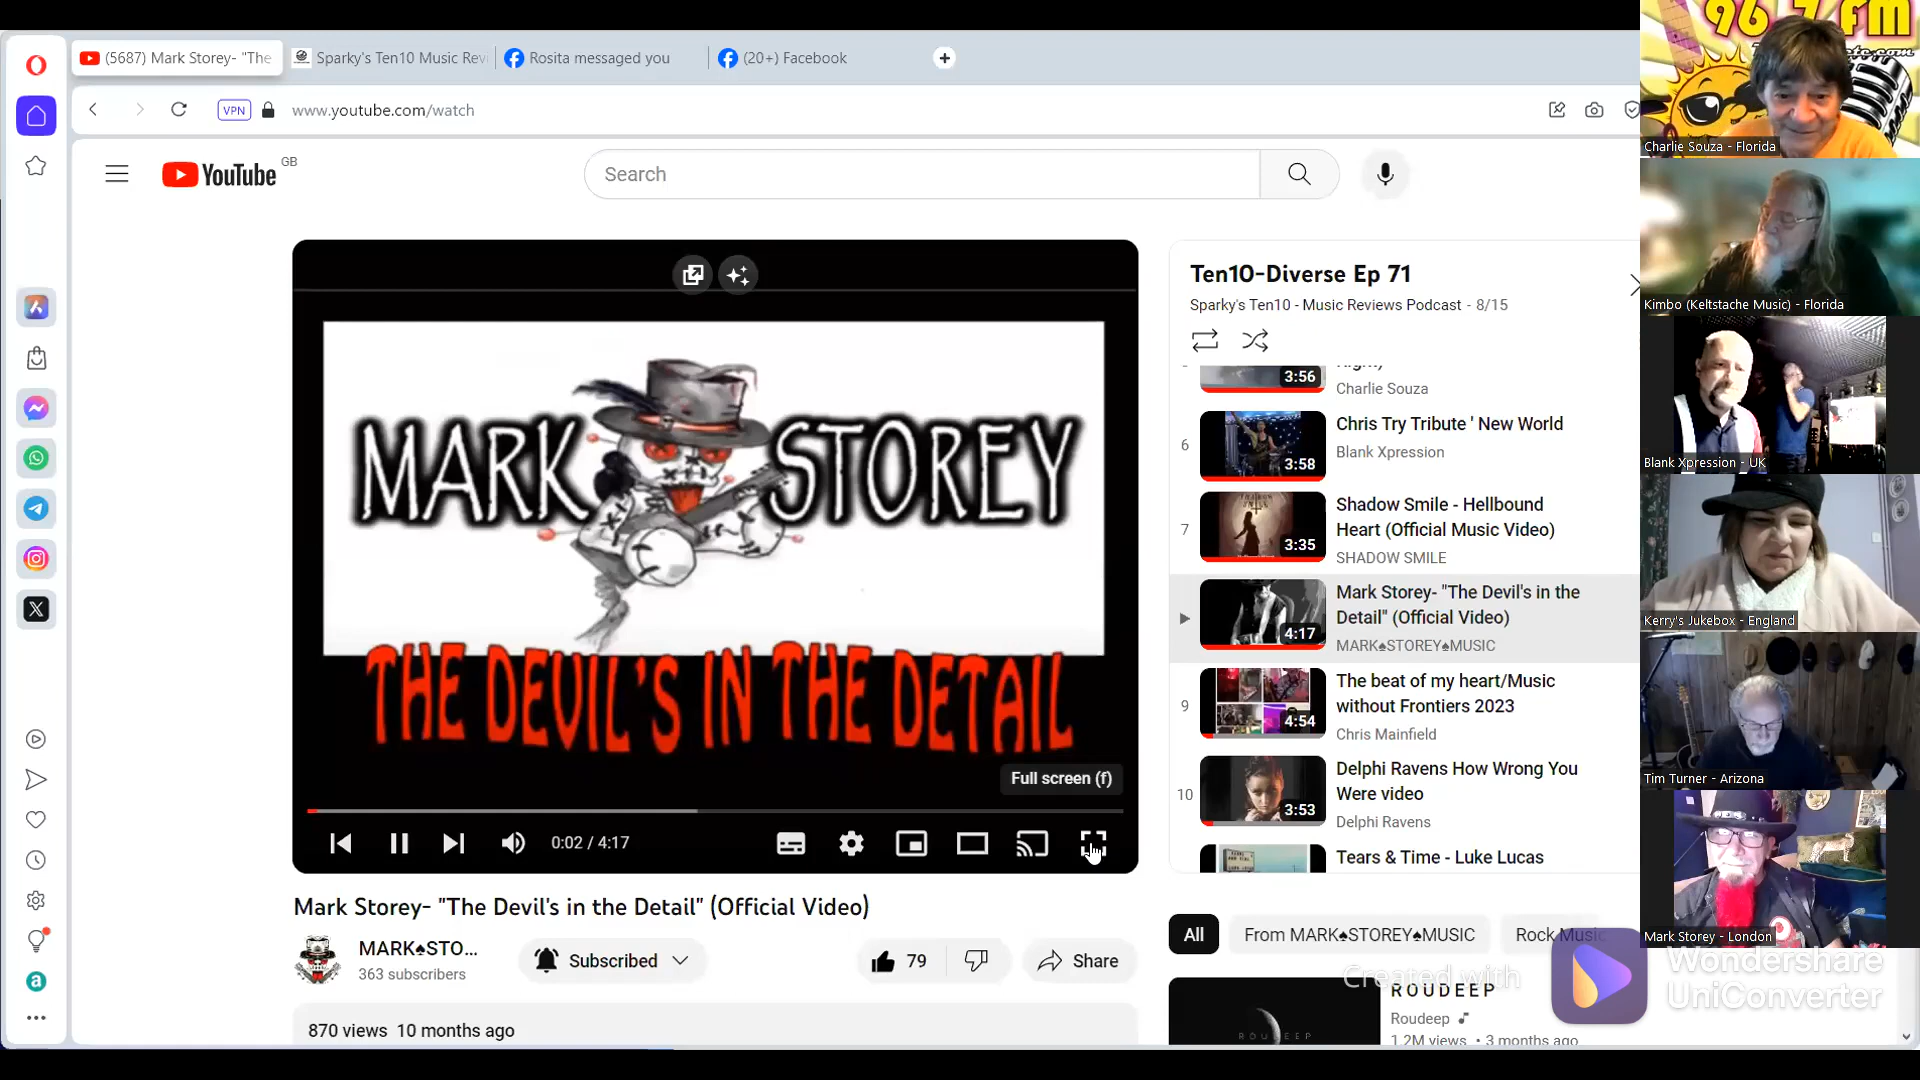 (5687) Mark Storey- "The
Sparky's Ten10 Music Rev
Rosita messaged you
(20+) Facebook
VPN
www.youtube.com/watch
YouTube
GB
Search
96.7 FM
Charlie Souza - Florida
Kimbo (Keltstache Music) - Florida
Blank Xpression - UK
Kerry's Jukebox - England
Tim Turner - Arizona
Mark Storey - London
MARK STOREY
THE DEVIL'S IN THE DETAIL
Full screen (f)
0:02 / 4:17
Ten10-Diverse Ep 71
Sparky's Ten10 - Music Reviews Podcast - 8/15
3:56
Charlie Souza
6
3:58
Chris Try Tribute ' New World
Blank Xpression
7
3:35
Shadow Smile - Hellbound
Heart (Official Music Video)
SHADOW SMILE
4:17
Mark Storey- "The Devil's in the
Detail" (Official Video)
MARK♠STOREY♠MUSIC
9
4:54
The beat of my heart/Music
without Frontiers 2023
Chris Mainfield
10
3:53
Delphi Ravens How Wrong You
Were video
Delphi Ravens
Tears & Time - Luke Lucas
Mark Storey- "The Devil's in the Detail" (Official Video)
MARK♠STO...
363 subscribers
Subscribed
79
Share
870 views 10 months ago
All
From MARK♠STOREY♠MUSIC
Rock Music
ROUDEEP
ROUDEEP
Roudeep
1.2M views • 3 months ago
Created with
Wondershare
UniConverter